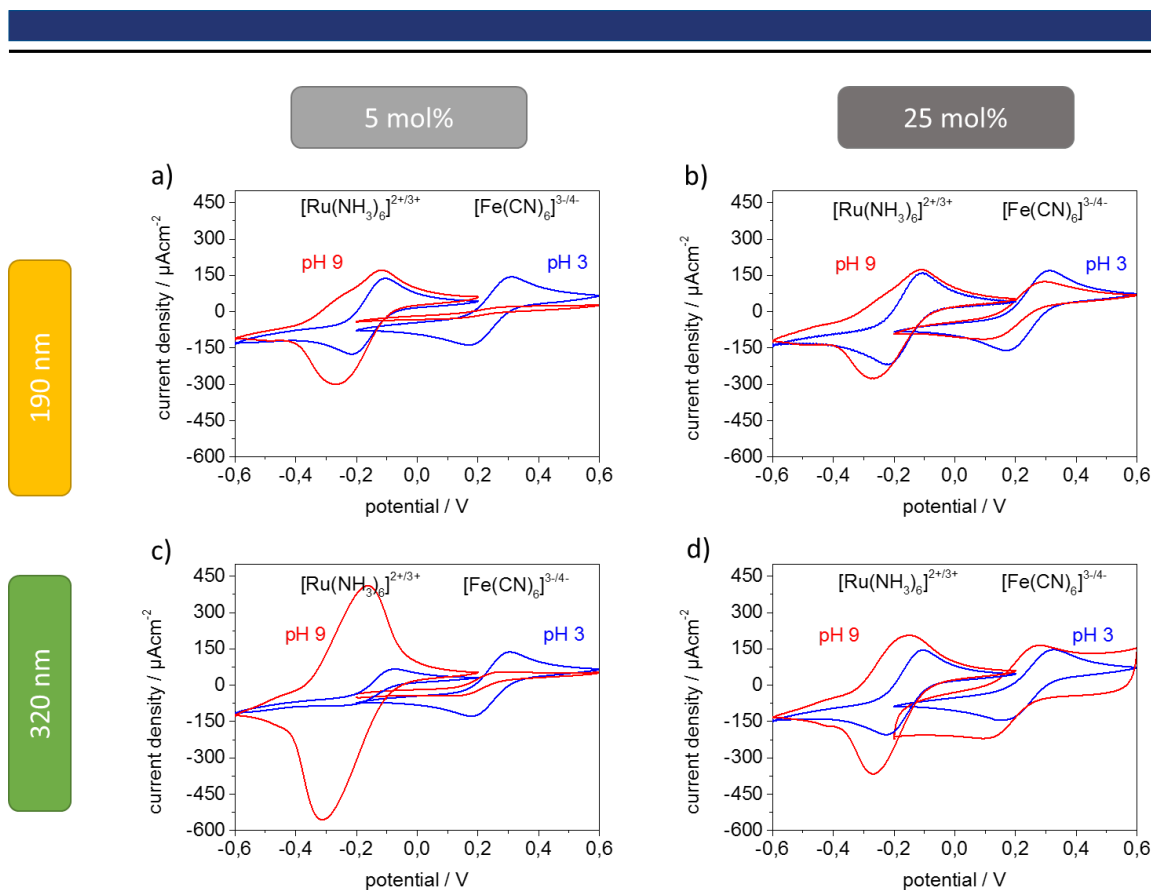 5 mol%
25 mol%
190 nm
320 nm
a)
[Ru(NH3)6]2+/3+
[Fe(CN)6]3-/4-
pH 9
pH 3
450
300
150
0
-150
-300
-450
-600
-0,6
-0,4
-0,2
0,0
0,2
0,4
0,6
current density / µAcm-2
potential / V
b)
[Ru(NH3)6]2+/3+
[Fe(CN)6]3-/4-
pH 9
pH 3
450
300
150
0
-150
-300
-450
-600
-0,6
-0,4
-0,2
0,0
0,2
0,4
0,6
current density / µAcm-2
potential / V
c)
[Ru(NH3)6]2+/3+
[Fe(CN)6]3-/4-
pH 9
pH 3
450
300
150
0
-150
-300
-450
-600
-0,6
-0,4
-0,2
0,0
0,2
0,4
0,6
current density / µAcm-2
potential / V
d)
[Ru(NH3)6]2+/3+
[Fe(CN)6]3-/4-
pH 9
pH 3
450
300
150
0
-150
-300
-450
-600
-0,6
-0,4
-0,2
0,0
0,2
0,4
0,6
current density / µAcm-2
potential / V